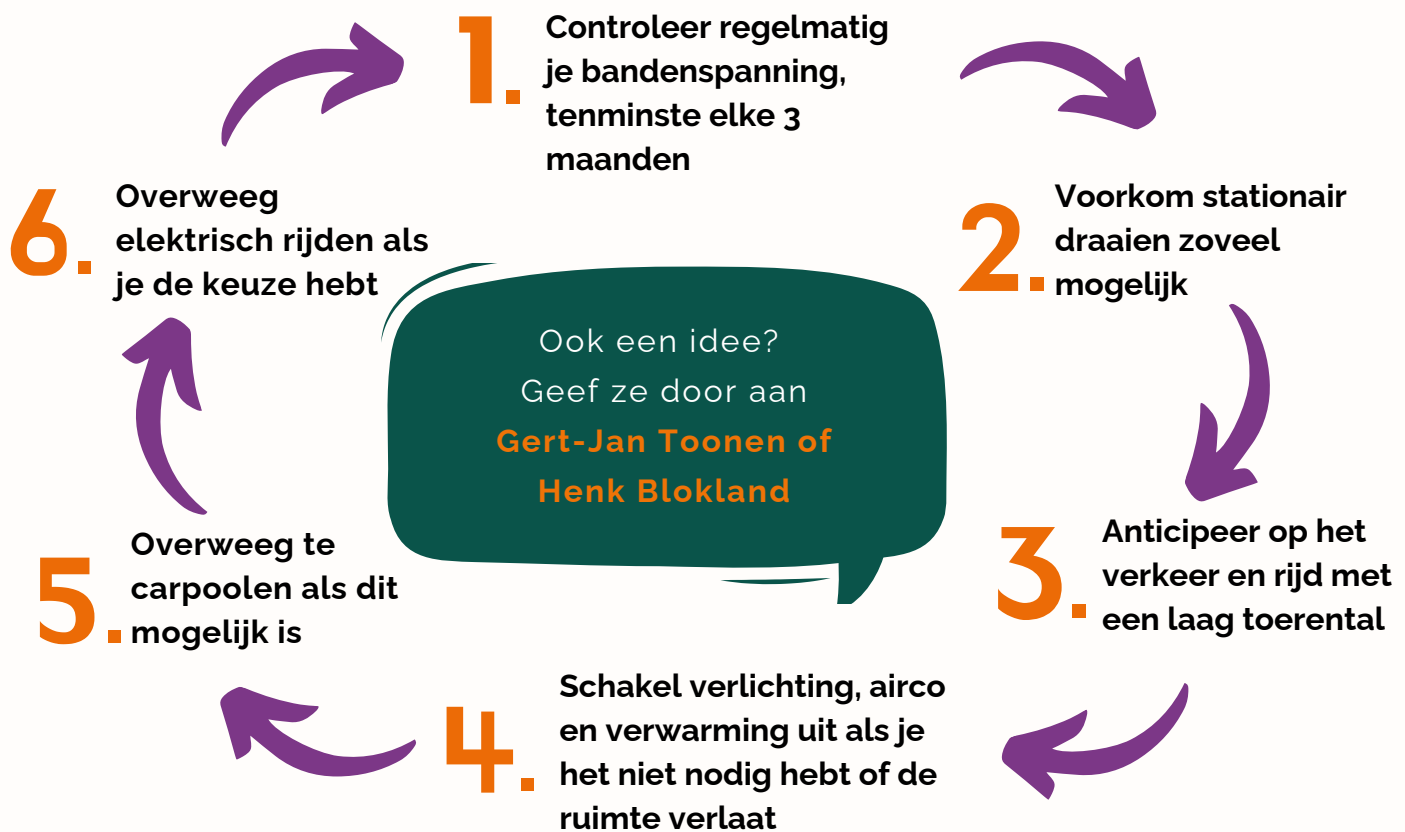 1. Controleer regelmatig
je bandenspanning,
tenminste elke 3
maanden
2. Voorkom stationair
draaien zoveel
mogelijk
3. Anticipeer op het
verkeer en rijd met
een laag toerental
4. Schakel verlichting, airco
en verwarming uit als je
het niet nodig hebt of de
ruimte verlaat
5. Overweeg te
carpoolen als dit
mogelijk is
6. Overweeg
elektrisch rijden als
je de keuze hebt
Ook een idee?
Geef ze door aan
Gert-Jan Toonen of
Henk Blokland